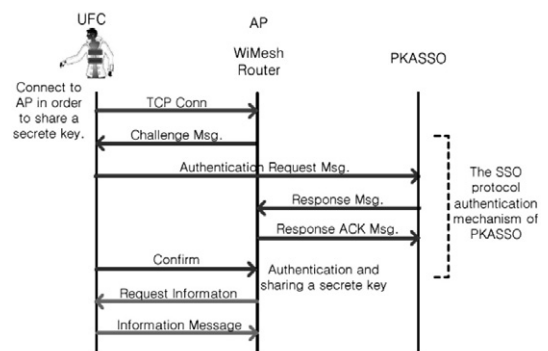 UFC
AP
WiMesh
Router
PKASSO
Connect to
AP in order
to share a
secrete key.
TCP Conn
Challenge Msg.
Authentication Request Msg.
Response Msg.
Response ACK Msg.
The SSO
protocol
authentication
mechanism of
PKASSO
Confirm
Authentication and
sharing a secrete key
Request Informaton
Information Message